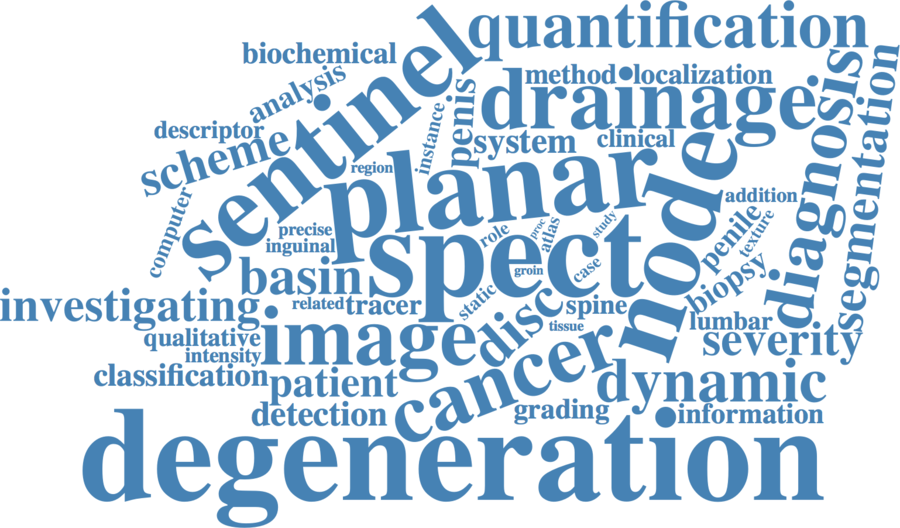 quantification
biochemical
sentinel
method
localization
analysis
drainage
penis
diagnosis
segmentation
descriptor
instance
system
clinical
scheme
planar
region
node
addition
computer
precise
inguinal
role
proc
atlas
study
penile
texture
spect
basin
groin
case
biopsy
investigating
related
tracer
static
disc
spine
tissue
lumbar
qualitative
image
severity
intensity
classification
patient
cancer
dynamic
detection
grading
information
degeneration